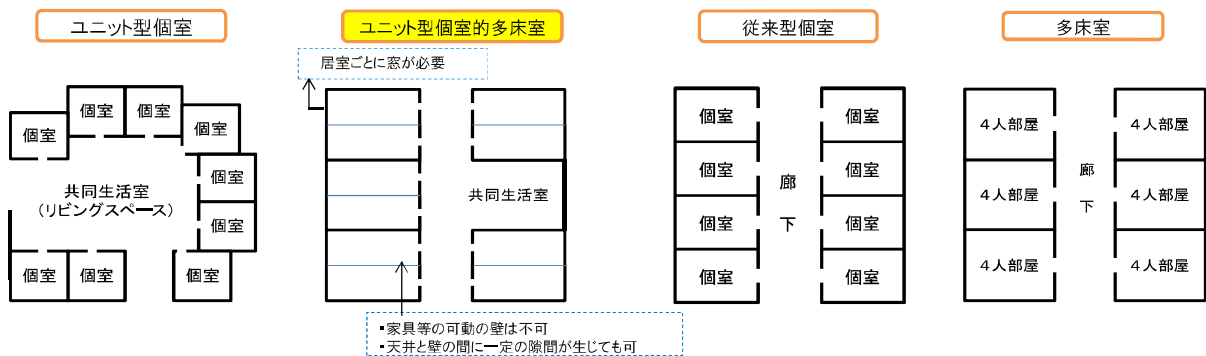 ユニット型個室
個室
個室
個室
個室
個室
個室
共同生活室
(リビングスペース)
個室
個室
個室
ユニット型個室的多床室
居室ごとに窓が必要
共同生活室
▪家具等の可動の壁は不可
▪天井と壁の間に一定の隙間が生じても可
従来型個室
個室
個室
個室
個室
廊
下
個室
個室
個室
個室
多床室
4人部屋
4人部屋
4人部屋
廊
下
4人部屋
4人部屋
4人部屋